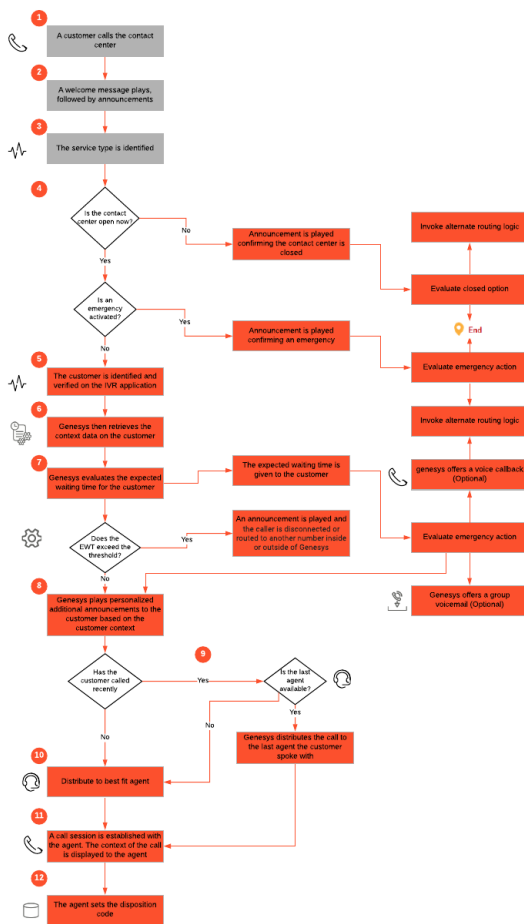 1
A customer calls the contact
center
2
A welcome message plays,
followed by announcements
3
The service type is identified
4
Is the contact
center open now?
No
Announcement is played
confirming the contact center is
closed
Invoke alternate routing logic
Evaluate closed option
Yes
Is an
emergency
activated?
Yes
Announcement is played
confirming an emergency
End
Evaluate emergency action
No
5
The customer is identified and
verified on the IVR application
6
Genesys then retrieves the
context data on the customer
Invoke alternate routing logic
7
Genesys evaluates the expected
waiting time for the customer
The expected waiting time is
given to the customer
genesys offers a voice callback
(Optional)
Does the
EWT exceed the
threshold?
Yes
An announcement is played and
the caller is disconnected or
routed to another number inside
or outside of Genesys
Evaluate emergency action
No
8
Genesys plays personalized
additional announcements to the
customer based on the
customer context
Genesys offers a group
voicemail (Optional)
Has the
customer called
recently
9
Yes
Is the last
agent
available?
Yes
No
No
Genesys distributes the call to
the last agent the customer
spoke with
10
Distribute to best fit agent
11
A call session is established with
the agent. The context of the call
is displayed to the agent
12
The agent sets the disposition
code